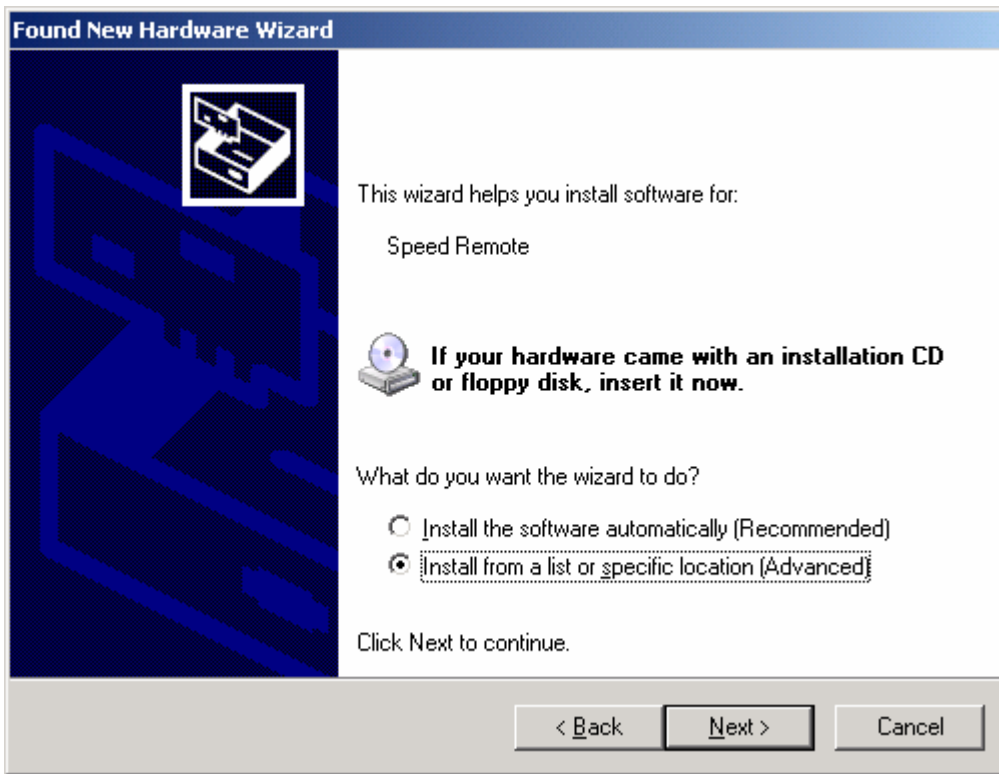 Found New Hardware Wizard
This wizard helps you install software for:
Speed Remote
If your hardware came with an installation CD
or floppy disk, insert it now.
What do you want the wizard to do?
Install the software automatically (Recommended)
Install from a list or specific location (Advanced)
Click Next to continue.
< Back
Next >
Cancel